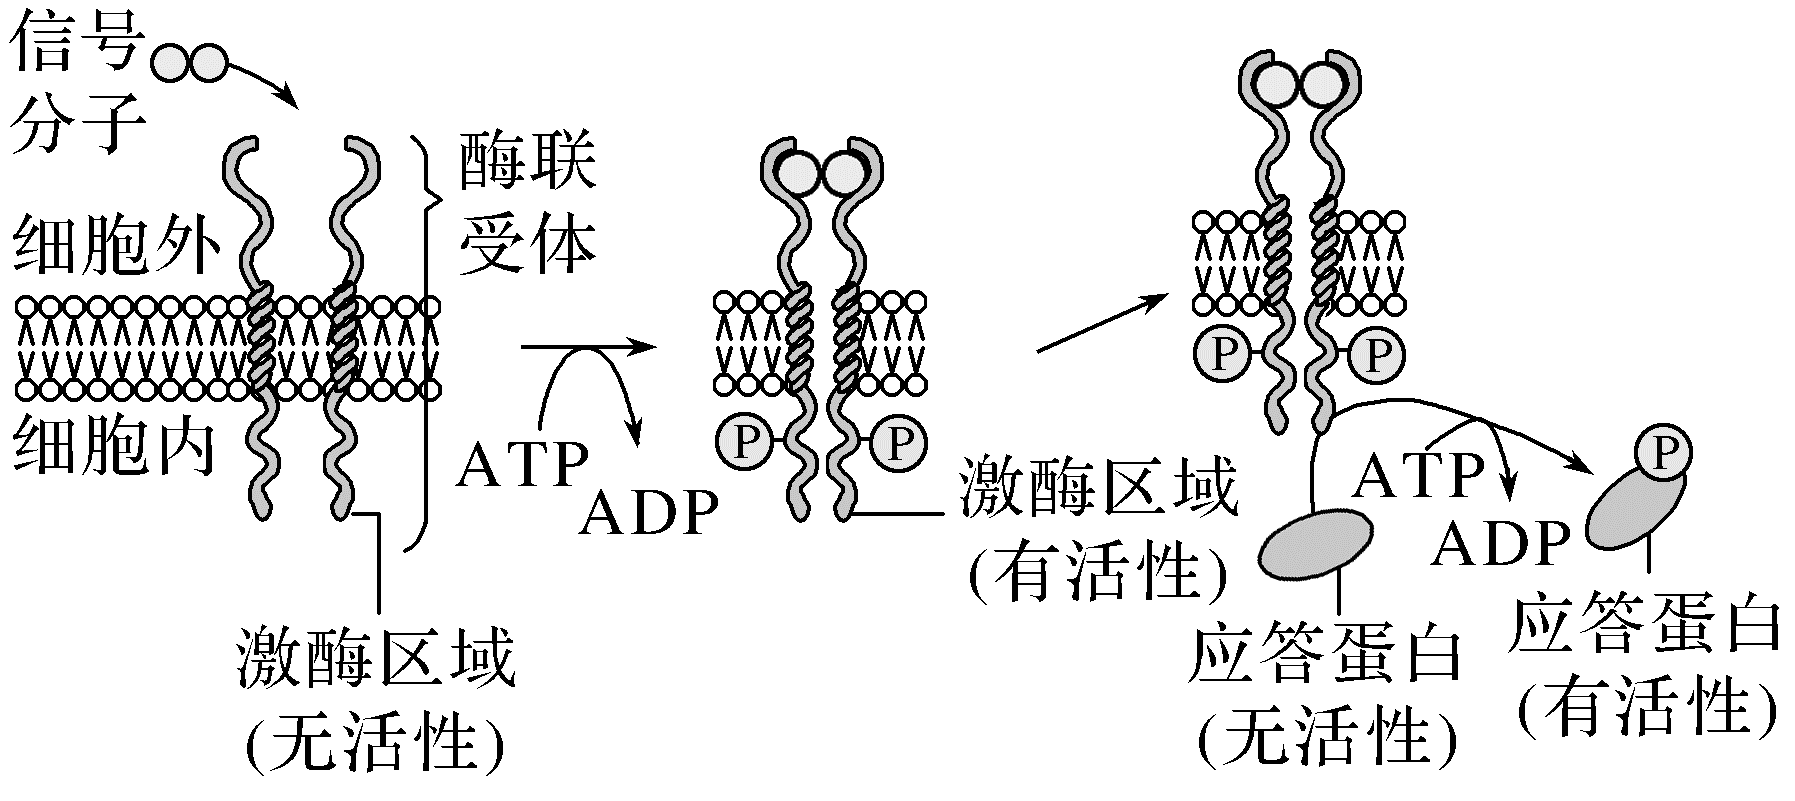 信号
分子
酶联
受体
细胞外
细胞内
激酶区域
(无活性)
ATP
ADP
P
P
激酶区域
(有活性)
P
P
ATP
ADP
P
应答蛋白
(无活性)
应答蛋白
(有活性)